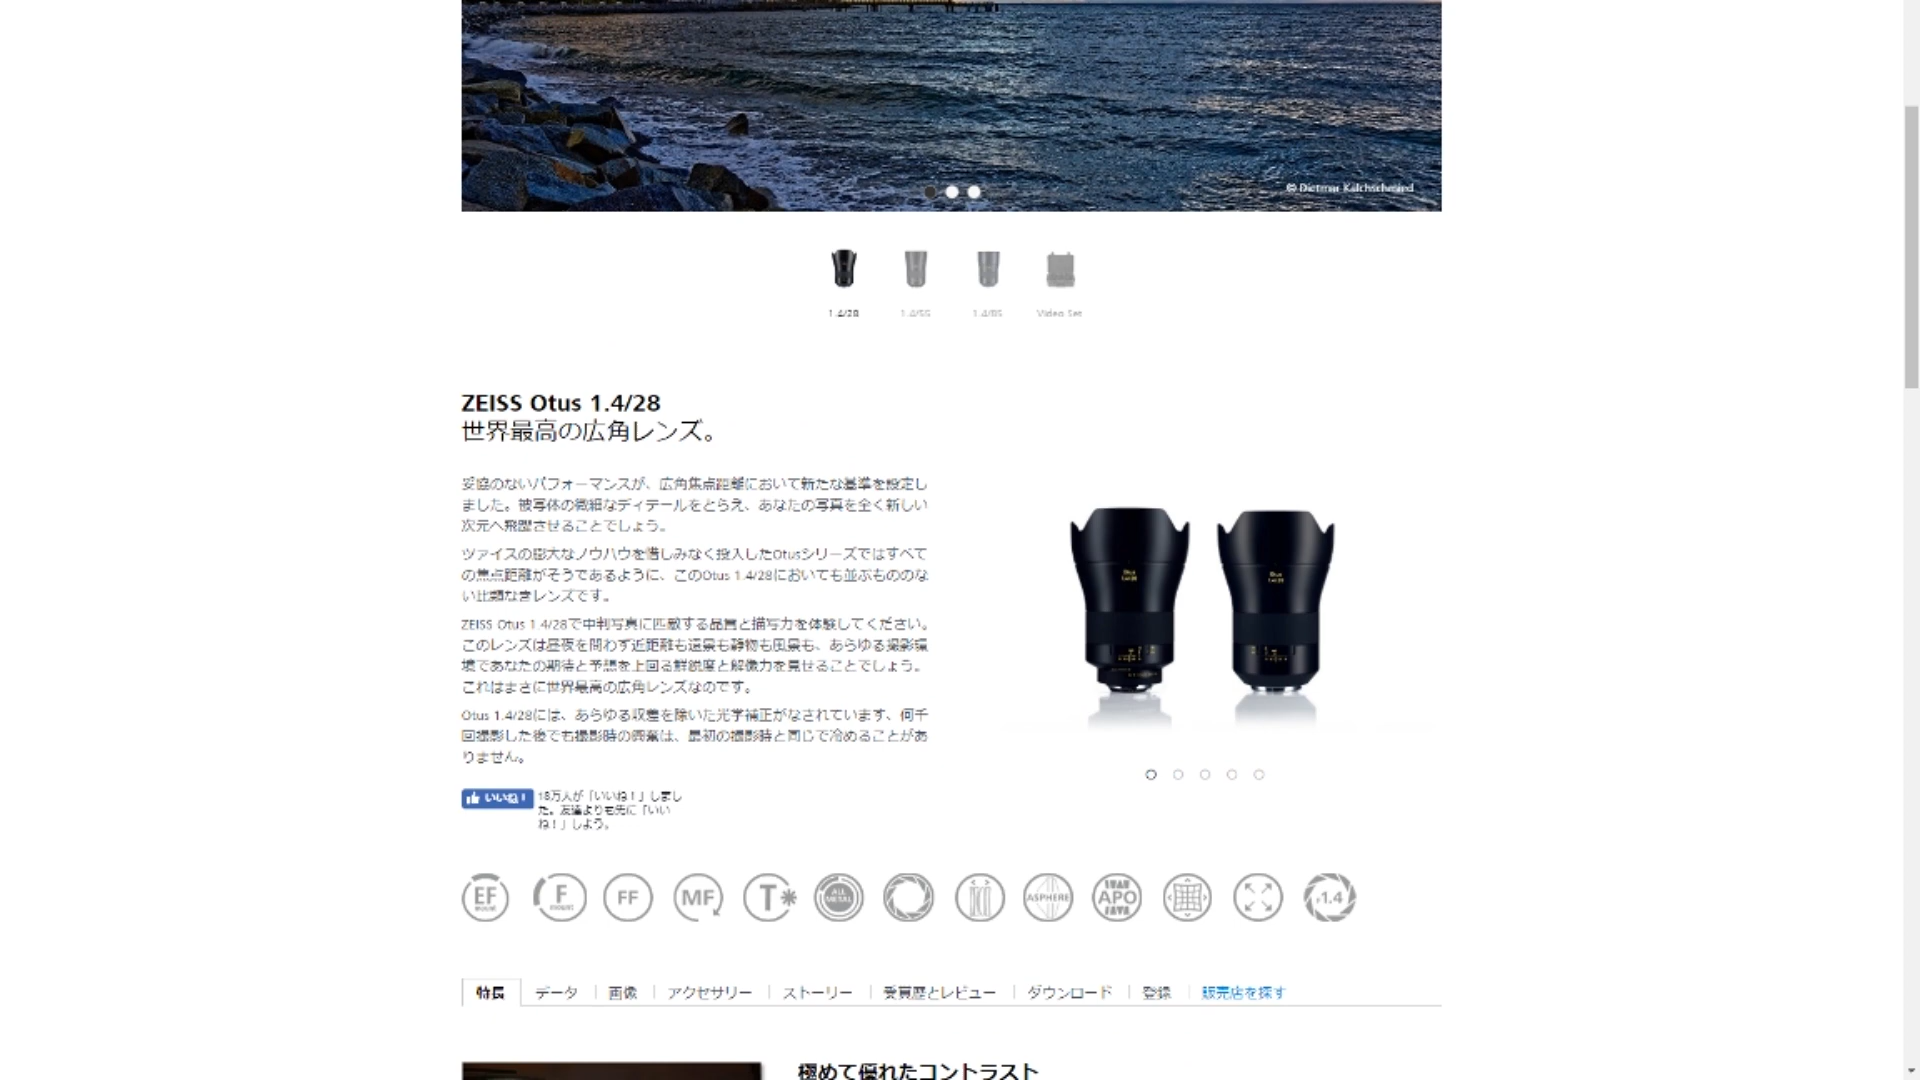 © Dietmar Kalchschmied
1.4/28
1.4/55
1.4/85
Video Set
ZEISS Otus 1.4/28
世界最高の広角レンズ。
妥協のないパフォーマンスが、広角焦点距離において新たな基準を設定し
ました。被写体の微細なディテールをとらえ、あなたの写真を全く新しい
次元へ飛躍させることでしょう。
ツァイスの膨大なノウハウを惜しみなく投入したOtusシリーズではすべて
の焦点距離がそうであるように、このOtus 1.4/28においても並ぶもののな
い比類なきレンズです。
ZEISS Otus 1.4/28で中判写真に匹敵する品質と描写力を体験してください。
このレンズは昼夜を問わず近距離も遠景も静物も風景も、あらゆる撮影環
境であなたの期待と予想を上回る鮮鋭度と解像力を見せることでしょう。
これはまさに世界最高の広角レンズなのです。
Otus 1.4/28には、あらゆる収差を除いた光学補正がなされています、何千
回撮影した後でも撮影時の興奮は、最初の撮影時と同じで冷めることがあ
りません。
いいね！ 18万人が「いいね！」しまし
た。友達よりも先に「いい
ね！」しよう。
EF mount F mount FF MF T* ALL METAL ASPHERE APO 1.4
特長 データ 画像 アクセサリー ストーリー 受賞歴とレビュー ダウンロード 登録 販売店を探す
極めて優れたコントラスト